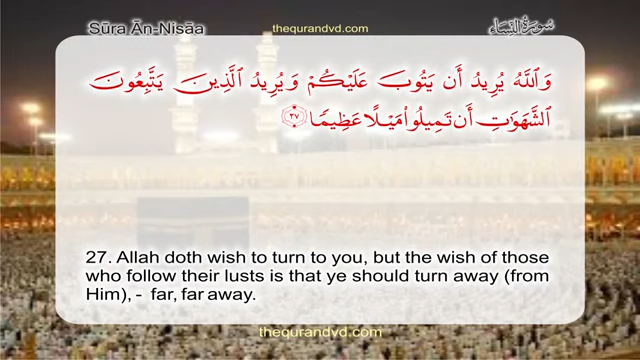 Sūra Ān-Nisāa
thequrandvd.com
سُورَةُ النِّسَاءِ
وَٱللَّهُ يُرِيدُ أَن يَتُوبَ عَلَيْكُمْ وَيُرِيدُ ٱلَّذِينَ يَتَّبِعُونَ
ٱلشَّهَوَٰتِ أَن تَمِيلُوا۟ مَيْلًا عَظِيمًا ٢٧
27. Allah doth wish to turn to you, but the wish of those
who follow their lusts is that ye should turn away (from
Him), - far, far away.
thequrandvd.com